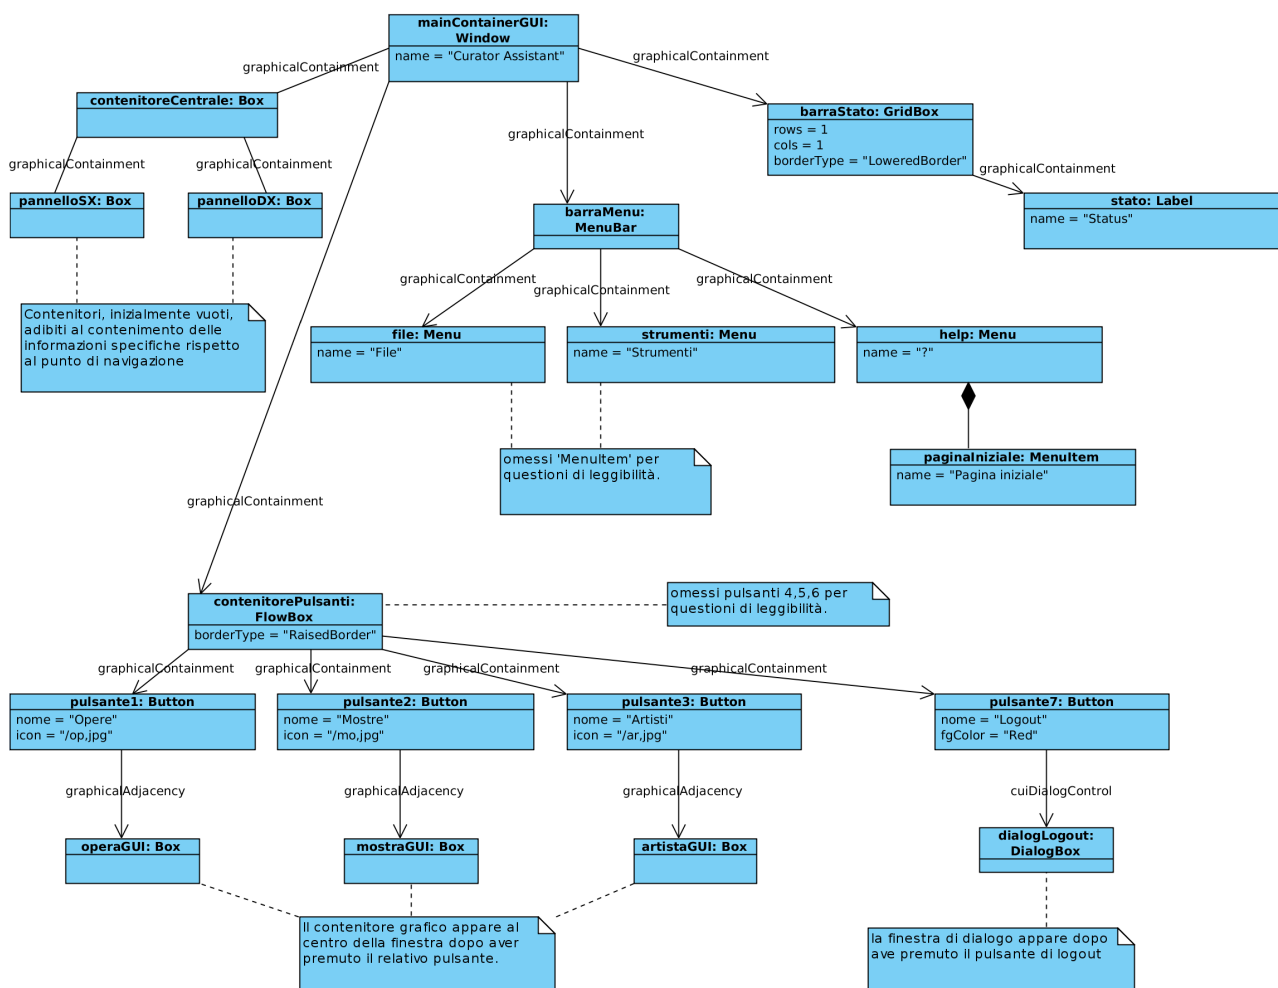 mainContainerGUI:
Window
name = "Curator Assistant"
graphicalContainment
graphicalContainment
contenitoreCentrale: Box
barraStato: GridBox
rows = 1
cols = 1
borderType = "LoweredBorder"
graphicalContainment
graphicalContainment
graphicalContainment
graphicalContainment
pannelloSX: Box
pannelloDX: Box
stato: Label
name = "Status"
barraMenu:
MenuBar
graphicalContainment
graphicalContainment
graphicalContainment
Contenitori, inizialmente vuoti,
adibiti al contenimento delle
informazioni specifiche rispetto
al punto di navigazione
file: Menu
name = "File"
strumenti: Menu
name = "Strumenti"
help: Menu
name = "?"
omessi 'MenuItem' per
questioni di leggibilità.
paginaIniziale: MenuItem
name = "Pagina iniziale"
graphicalContainment
contenitorePulsanti:
FlowBox
borderType = "RaisedBorder"
omessi pulsanti 4,5,6 per
questioni di leggibilità.
graphicalContainment
graphicalContainment
graphicalContainment
graphicalContainment
pulsante1: Button
nome = "Opere"
icon = "/op,jpg"
pulsante2: Button
nome = "Mostre"
icon = "/mo,jpg"
pulsante3: Button
nome = "Artisti"
icon = "/ar,jpg"
pulsante7: Button
nome = "Logout"
fgColor = "Red"
graphicalAdjacency
graphicalAdjacency
graphicalAdjacency
cuiDialogControl
operaGUI: Box
mostraGUI: Box
artistaGUI: Box
dialogLogout:
DialogBox
Il contenitore grafico appare al
centro della finestra dopo aver
premuto il relativo pulsante.
la finestra di dialogo appare dopo
ave premuto il pulsante di logout